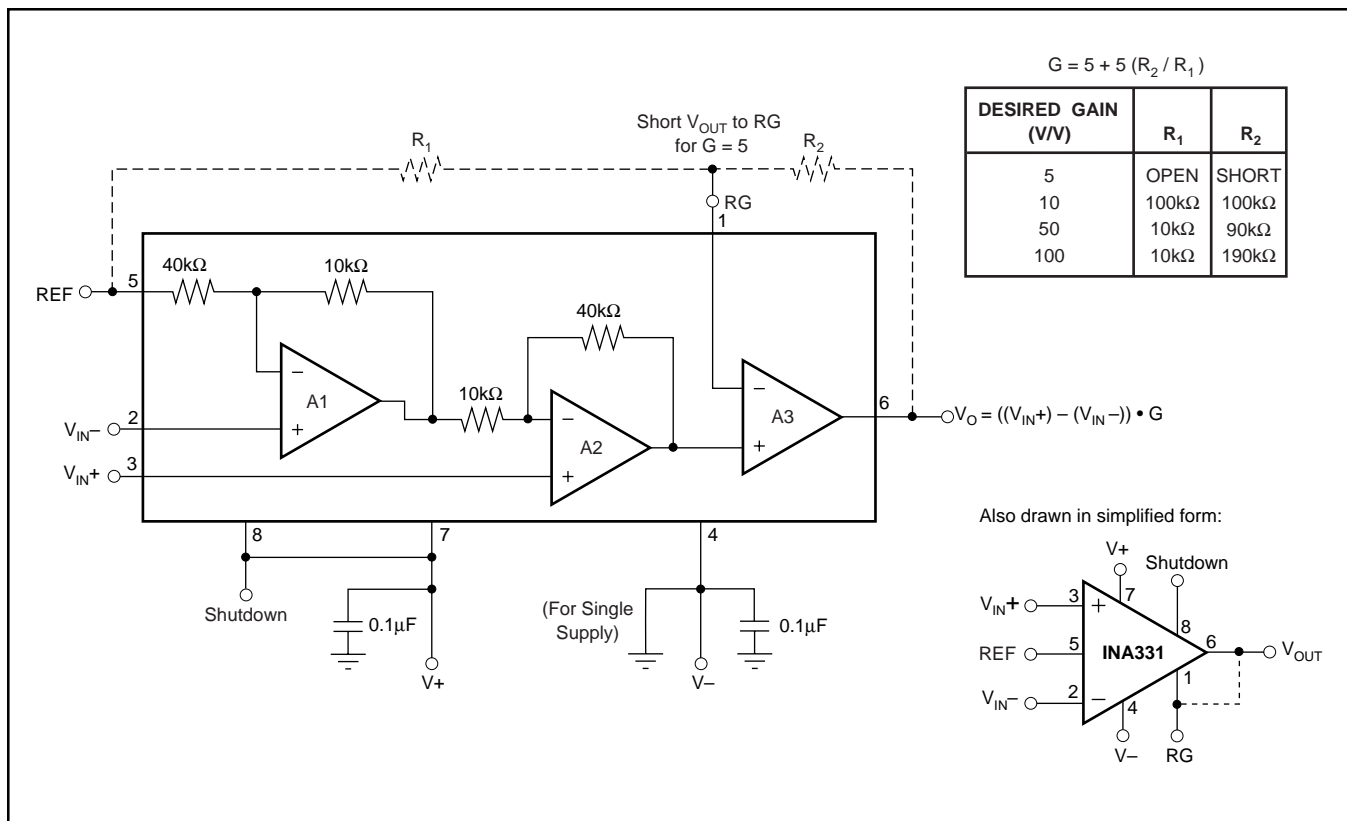 G = 5 + 5 (R2 / R1)
DESIRED GAIN (V/V) R1 R2
5 OPEN SHORT
10 100kΩ 100kΩ
50 10kΩ 90kΩ
100 10kΩ 190kΩ
Short VOUT to RG
for G = 5
R1
R2
RG
1
40kΩ
10kΩ
REF
5
40kΩ
–
A1
+
10kΩ
–
A2
+
–
A3
+
6
VO = ((VIN+) – (VIN–)) • G
VIN–
2
VIN+
3
8
7
4
Shutdown
0.1µF
V+
(For Single
Supply)
0.1µF
V–
Also drawn in simplified form:
V+
Shutdown
VIN+
3
+
7
8
REF
5
INA331
6
VOUT
VIN–
2
–
4
1
V–
RG